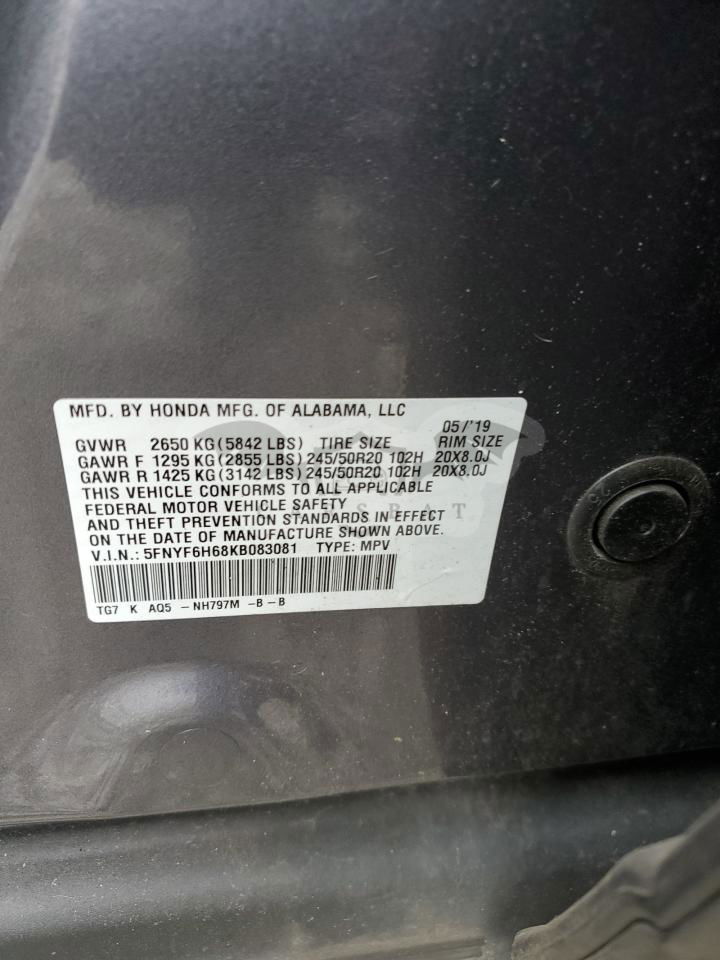 MFD. BY HONDA MFG. OF ALABAMA, LLC
05/'19
GVWR 2650 KG (5842 LBS) TIRE SIZE RIM SIZE
GAWR F 1295 KG (2855 LBS) 245/50R20 102H 20X8.0J
GAWR R 1425 KG (3142 LBS) 245/50R20 102H 20X8.0J
THIS VEHICLE CONFORMS TO ALL APPLICABLE
FEDERAL MOTOR VEHICLE SAFETY
AND THEFT PREVENTION STANDARDS IN EFFECT
ON THE DATE OF MANUFACTURE SHOWN ABOVE.
V.I.N.: 5FNYF6H68KB083081 TYPE: MPV
TG7 K AQ5 -NH797M -B-B